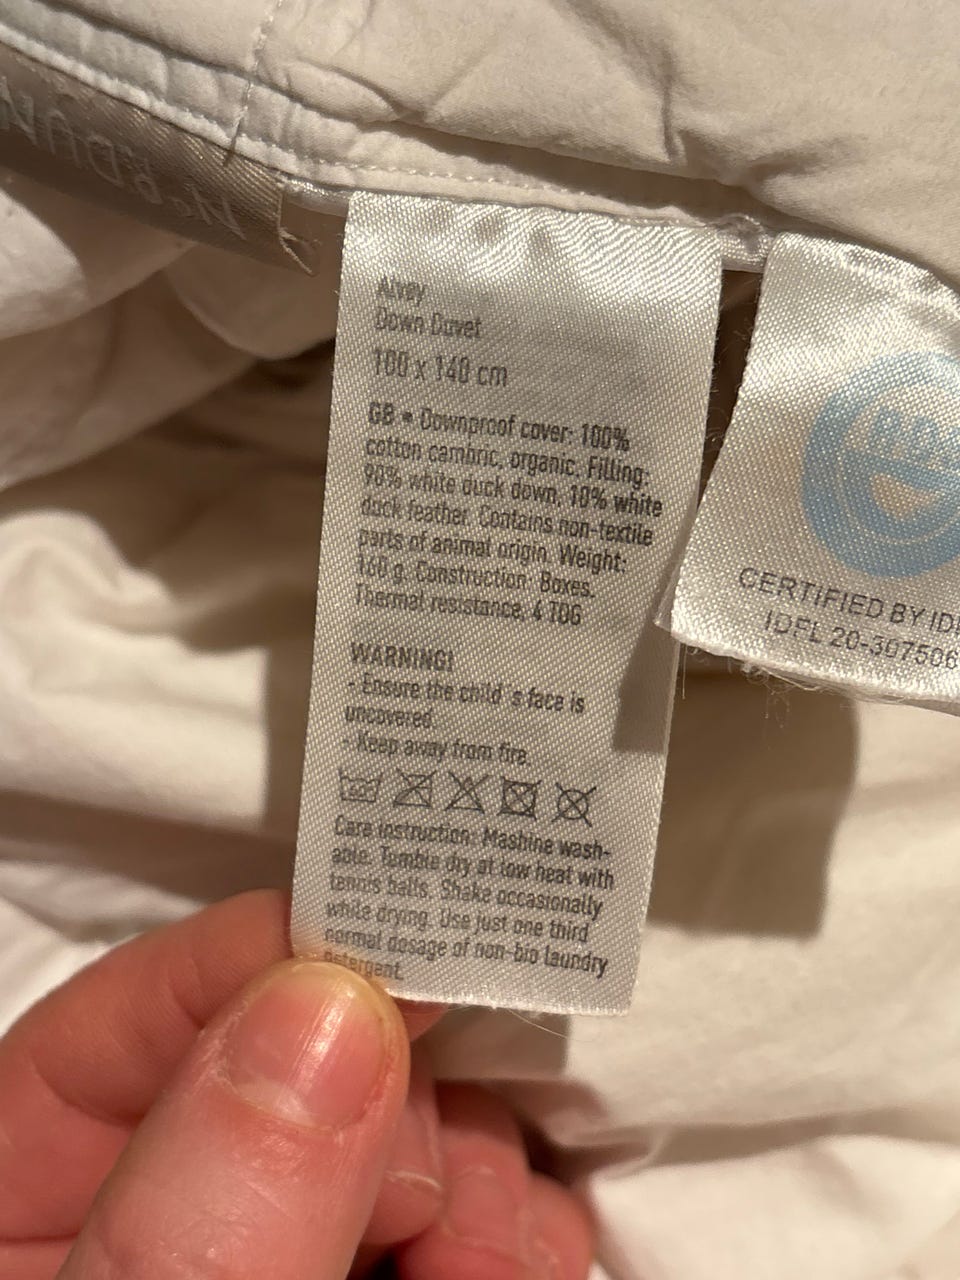 Down Duvet
100 x 140 cm
GB • Downproof cover: 100%
cotton cambric, organic. Filling:
90% white duck down, 10% white
duck feather. Contains non-textile
parts of animal origin. Weight:
160 g. Construction: Boxes.
Thermal resistance, 4 TOG
WARNING!
- Ensure the child s face is
uncovered.
- Keep away from fire.
60°
Care instruction: Mashine wash-
able. Tumble dry at low heat with
tennis balls. Shake occasionally
while drying. Use just one third
normal dosage of non-bio laundry
detergent.
CERTIFIED BY
IDFL 20-307506